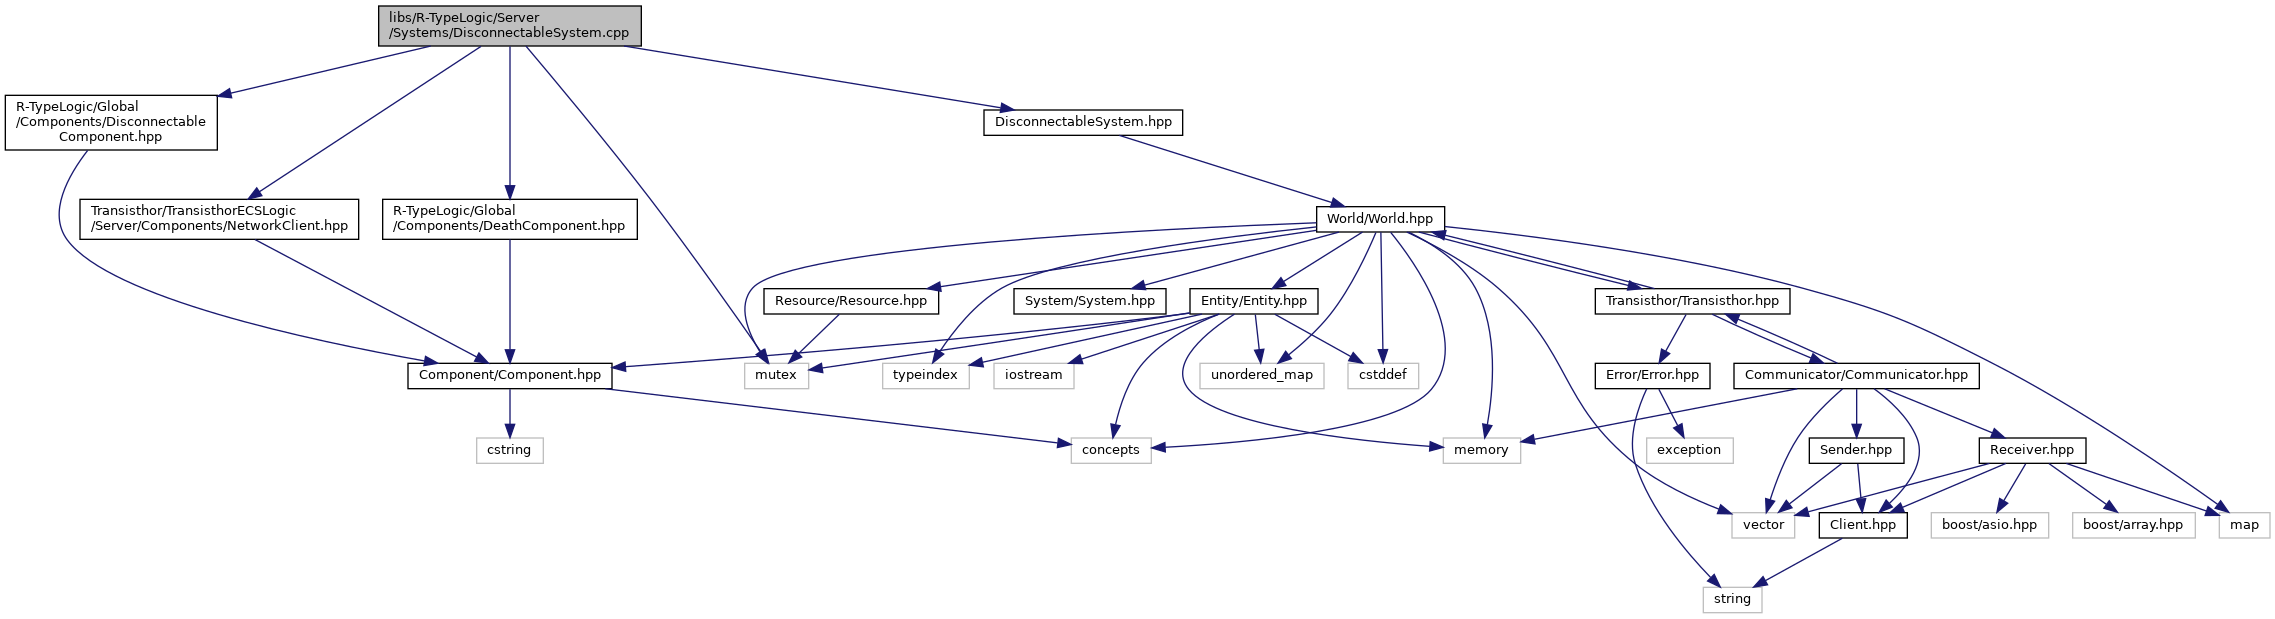 libs/R-TypeLogic/Server
/Systems/DisconnectableSystem.cpp
R-TypeLogic/Global
/Components/Disconnectable
Component.hpp
DisconnectableSystem.hpp
Transisthor/TransisthorECSLogic
/Server/Components/NetworkClient.hpp
R-TypeLogic/Global
/Components/DeathComponent.hpp
World/World.hpp
Resource/Resource.hpp
System/System.hpp
Entity/Entity.hpp
Transisthor/Transisthor.hpp
Component/Component.hpp
mutex
typeindex
iostream
unordered_map
cstddef
Error/Error.hpp
Communicator/Communicator.hpp
cstring
concepts
memory
exception
Sender.hpp
Receiver.hpp
vector
Client.hpp
boost/asio.hpp
boost/array.hpp
map
string